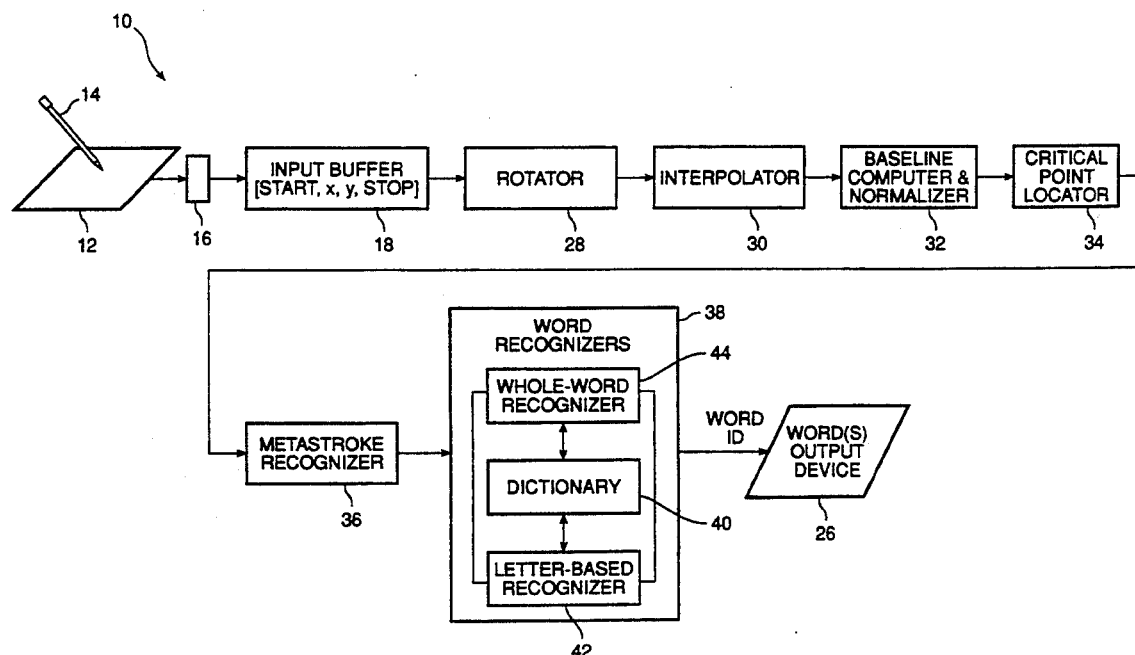 10
14
12
16
INPUT BUFFER
[START, x, y, STOP]
18
ROTATOR
28
INTERPOLATOR
30
BASELINE
COMPUTER &
NORMALIZER
32
CRITICAL
POINT
LOCATOR
34
METASTROKE
RECOGNIZER
36
WORD
RECOGNIZERS
38
WHOLE-WORD
RECOGNIZER
44
DICTIONARY
40
LETTER-BASED
RECOGNIZER
42
WORD
ID
WORD(S)
OUTPUT
DEVICE
26